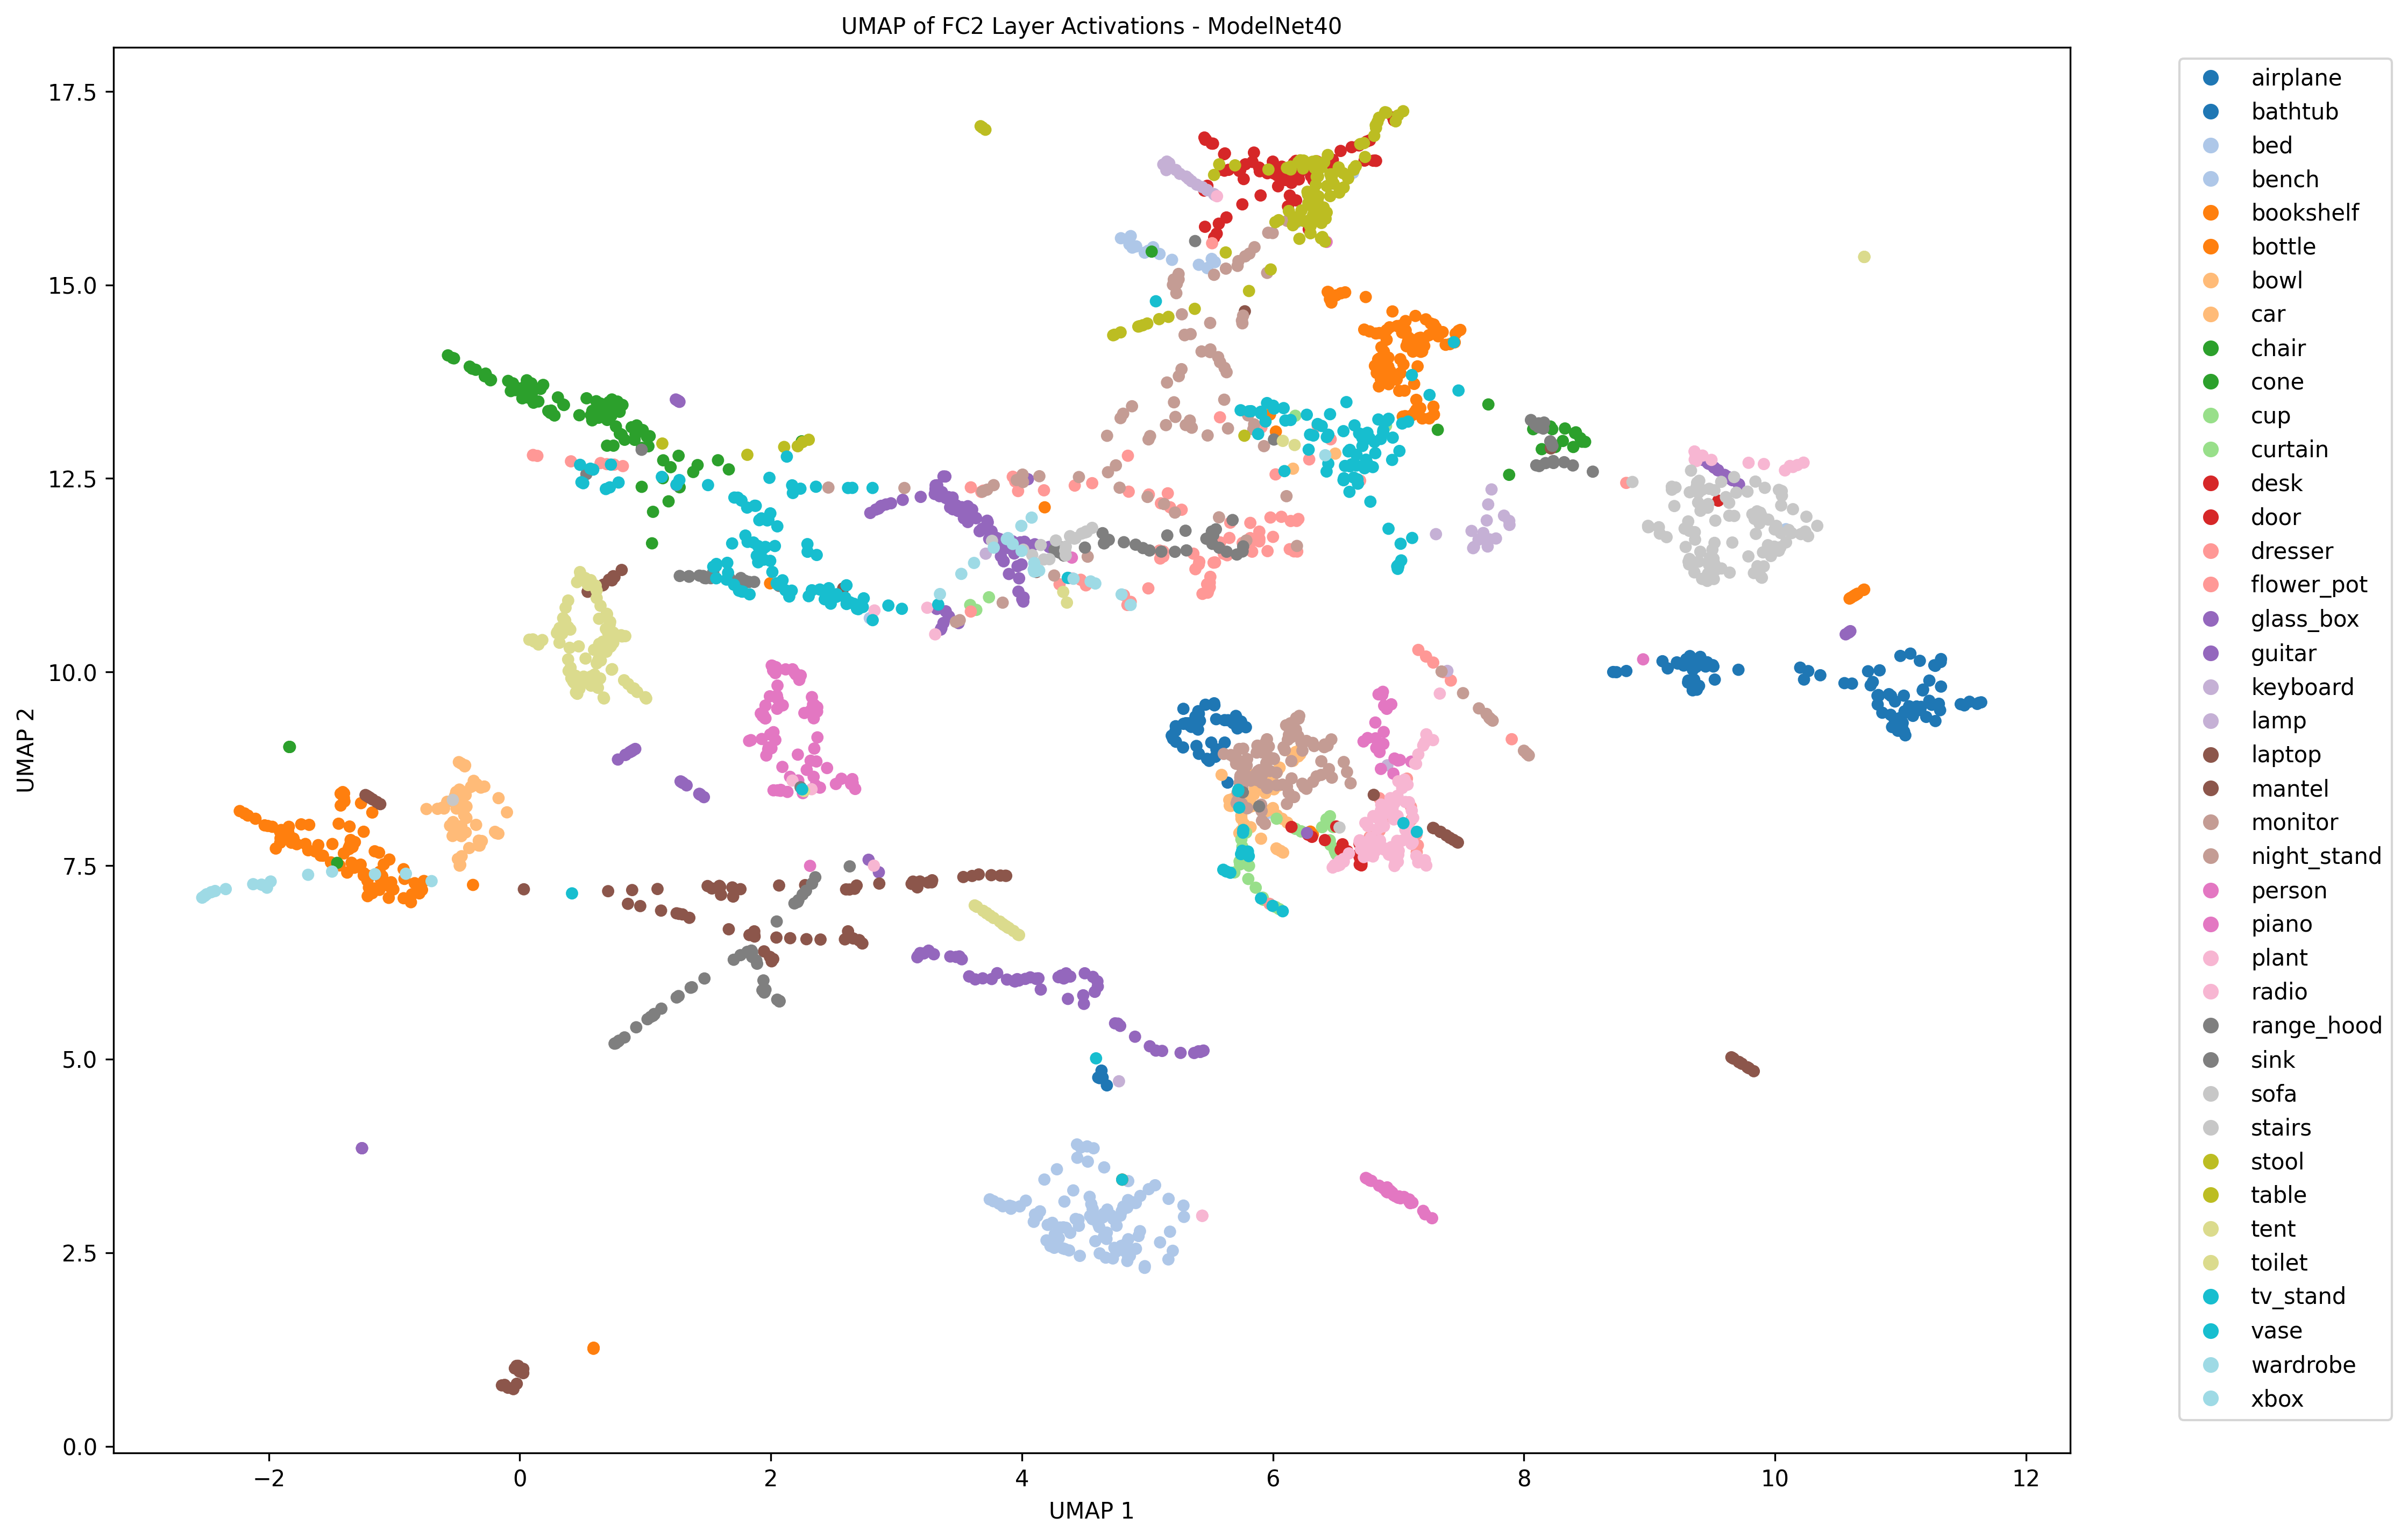 UMAP of FC2 Layer Activations - ModelNet40
17.5
15.0
12.5
10.0
7.5
5.0
2.5
0.0
UMAP 2
−2
0
2
4
6
8
10
12
UMAP 1
airplane
bathtub
bed
bench
bookshelf
bottle
bowl
car
chair
cone
cup
curtain
desk
door
dresser
flower_pot
glass_box
guitar
keyboard
lamp
laptop
mantel
monitor
night_stand
person
piano
plant
radio
range_hood
sink
sofa
stairs
stool
table
tent
toilet
tv_stand
vase
wardrobe
xbox